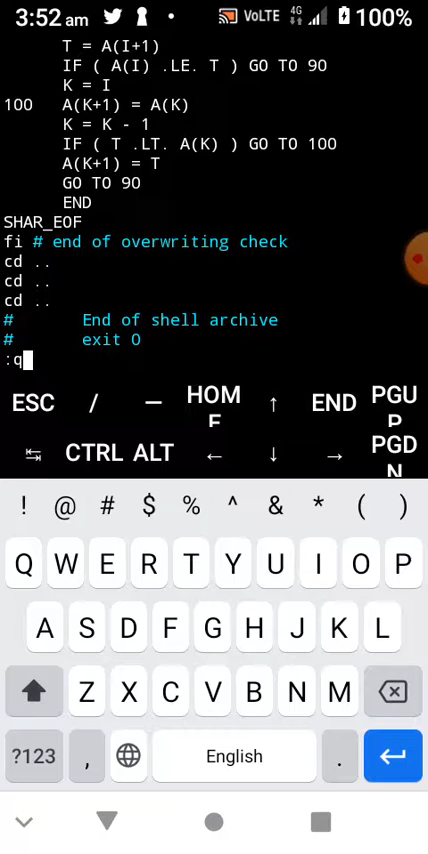 3:52 am VoLTE 4G 100%
T = A(I+1)
IF ( A(I) .LE. T ) GO TO 90
K = I
100 A(K+1) = A(K)
K = K - 1
IF ( T .LT. A(K) ) GO TO 100
A(K+1) = T
GO TO 90
END
SHAR_EOF
fi # end of overwriting check
cd ..
cd ..
cd ..
# End of shell archive
# exit 0
:q
ESC / — HOME ↑ END PGUP
↹ CTRL ALT ← ↓ → PGDN
! @ # $ % ^ & * ( )
Q W E R T Y U I O P
A S D F G H J K L
Z X C V B N M
?123 , English .